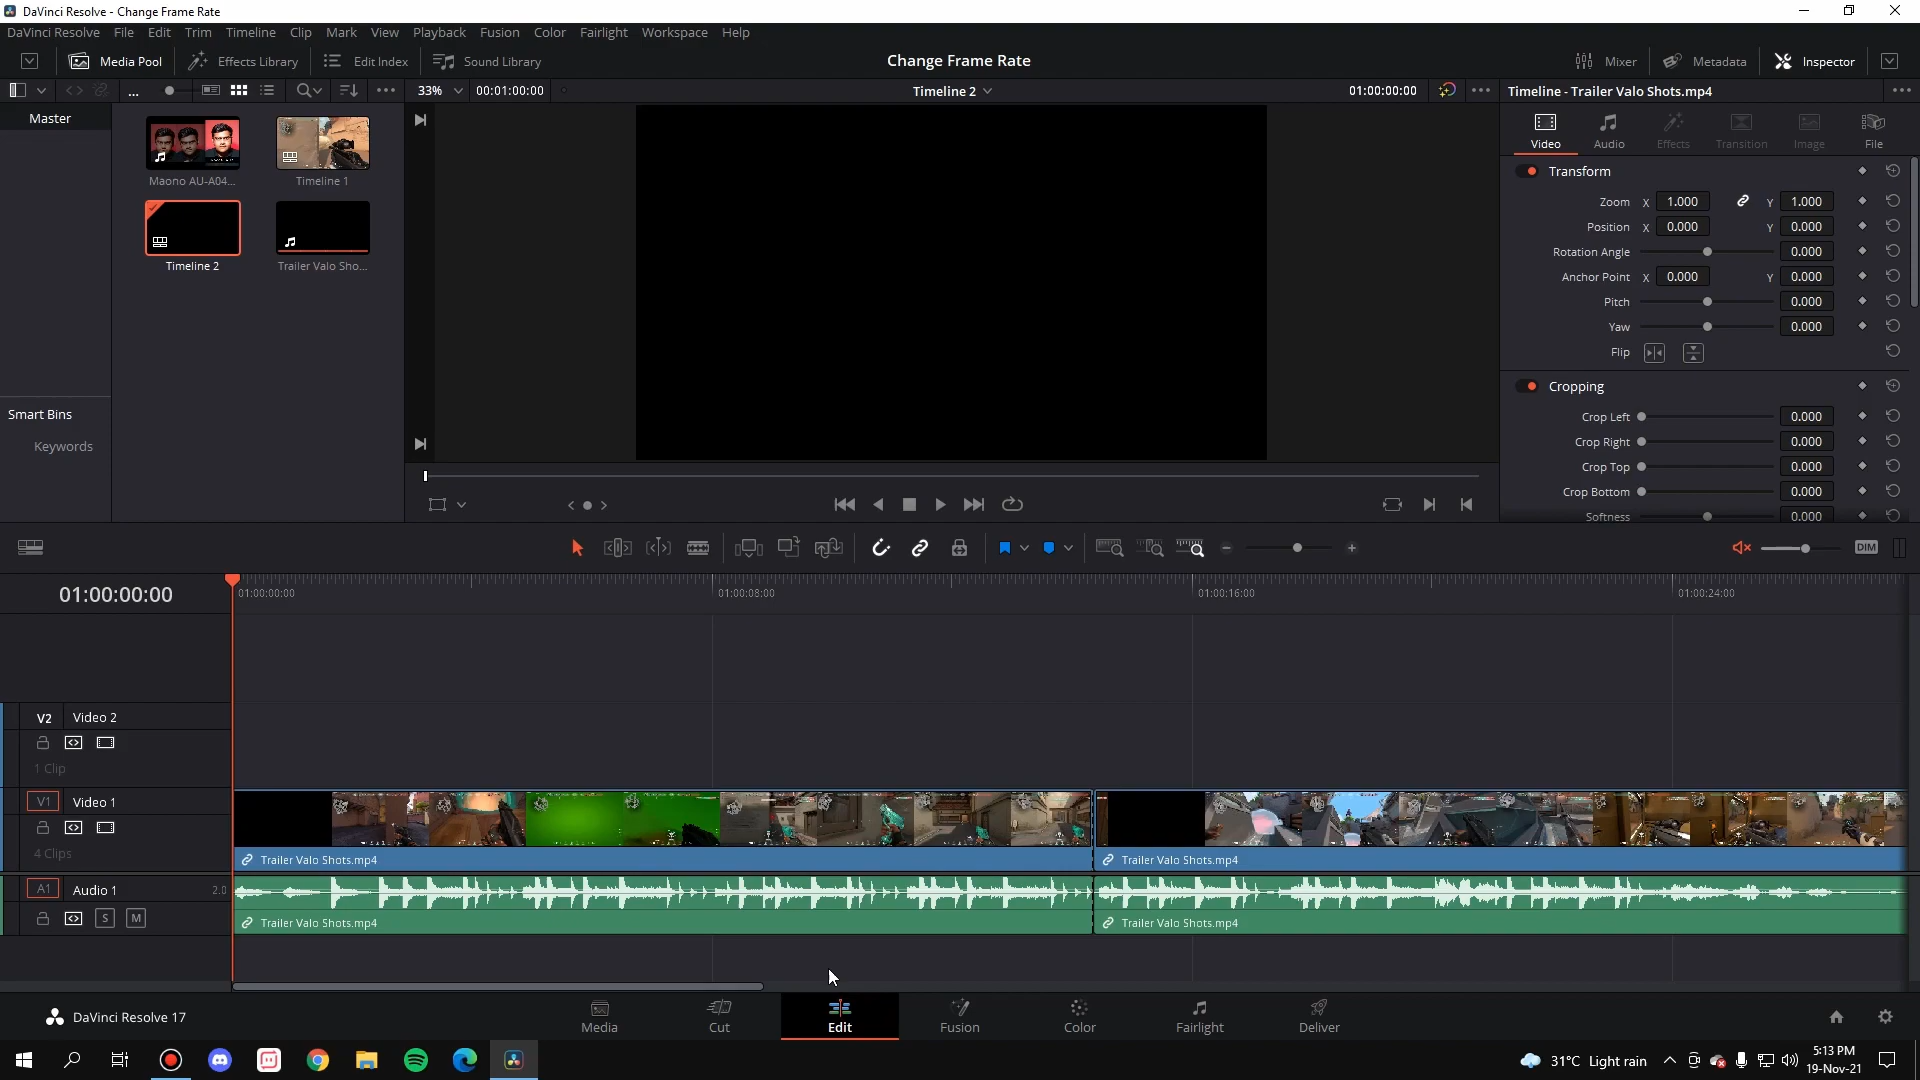 DaVinci Resolve - Change Frame Rate
DaVinci Resolve File Edit Trim Timeline Clip Mark View Playback Fusion Color Fairlight Workspace Help
Media Pool Effects Library Edit Index Sound Library Change Frame Rate Mixer Metadata Inspector
... 33% 00:01:00:00 Timeline 2 01:00:00:00 Timeline - Trailer Valo Shots.mp4
Master
Maono AU-A04... Timeline 1
Timeline 2 Trailer Valo Sho...
Smart Bins
Keywords
Video Audio Effects Transition Image File
Transform
Zoom X 1.000 Y 1.000
Position X 0.000 Y 0.000
Rotation Angle 0.000
Anchor Point X 0.000 Y 0.000
Pitch 0.000
Yaw 0.000
Flip
Cropping
Crop Left 0.000
Crop Right 0.000
Crop Top 0.000
Crop Bottom 0.000
Softness 0.000
DIM
01:00:00:00 01:00:00:00 01:00:08:00 01:00:16:00 01:00:24:00
V2 Video 2
1 Clip
V1 Video 1
4 Clips
Trailer Valo Shots.mp4 Trailer Valo Shots.mp4
A1 Audio 1 2.0
S M
Trailer Valo Shots.mp4 Trailer Valo Shots.mp4
DaVinci Resolve 17 Media Cut Edit Fusion Color Fairlight Deliver
31°C Light rain 5:13 PM
19-Nov-21